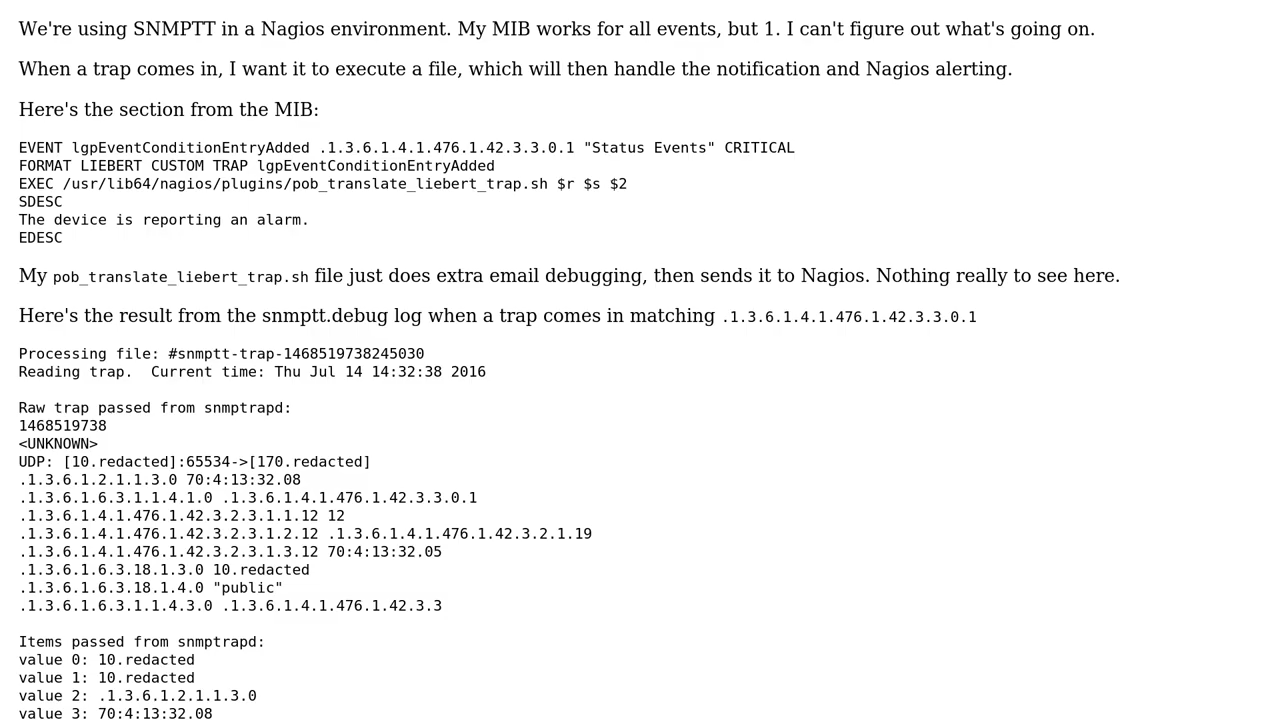 We're using SNMPTT in a Nagios environment. My MIB works for all events, but 1. I can't figure out what's going on.
When a trap comes in, I want it to execute a file, which will then handle the notification and Nagios alerting.
Here's the section from the MIB:
EVENT lgpEventConditionEntryAdded .1.3.6.1.4.1.476.1.42.3.3.0.1 "Status Events" CRITICAL
FORMAT LIEBERT CUSTOM TRAP lgpEventConditionEntryAdded
EXEC /usr/lib64/nagios/plugins/pob_translate_liebert_trap.sh $r $s $2
SDESC
The device is reporting an alarm.
EDESC
My pob_translate_liebert_trap.sh file just does extra email debugging, then sends it to Nagios. Nothing really to see here.
Here's the result from the snmptt.debug log when a trap comes in matching .1.3.6.1.4.1.476.1.42.3.3.0.1
Processing file: #snmptt-trap-1468519738245030
Reading trap.  Current time: Thu Jul 14 14:32:38 2016
Raw trap passed from snmptrapd:
1468519738
<UNKNOWN>
UDP: [10.redacted]:65534->[170.redacted]
.1.3.6.1.2.1.1.3.0 70:4:13:32.08
.1.3.6.1.6.3.1.1.4.1.0 .1.3.6.1.4.1.476.1.42.3.3.0.1
.1.3.6.1.4.1.476.1.42.3.2.3.1.1.12 12
.1.3.6.1.4.1.476.1.42.3.2.3.1.2.12 .1.3.6.1.4.1.476.1.42.3.2.1.19
.1.3.6.1.4.1.476.1.42.3.2.3.1.3.12 70:4:13:32.05
.1.3.6.1.6.3.18.1.3.0 10.redacted
.1.3.6.1.6.3.18.1.4.0 "public"
.1.3.6.1.6.3.1.1.4.3.0 .1.3.6.1.4.1.476.1.42.3.3
Items passed from snmptrapd:
value 0: 10.redacted
value 1: 10.redacted
value 2: .1.3.6.1.2.1.1.3.0
value 3: 70:4:13:32.08